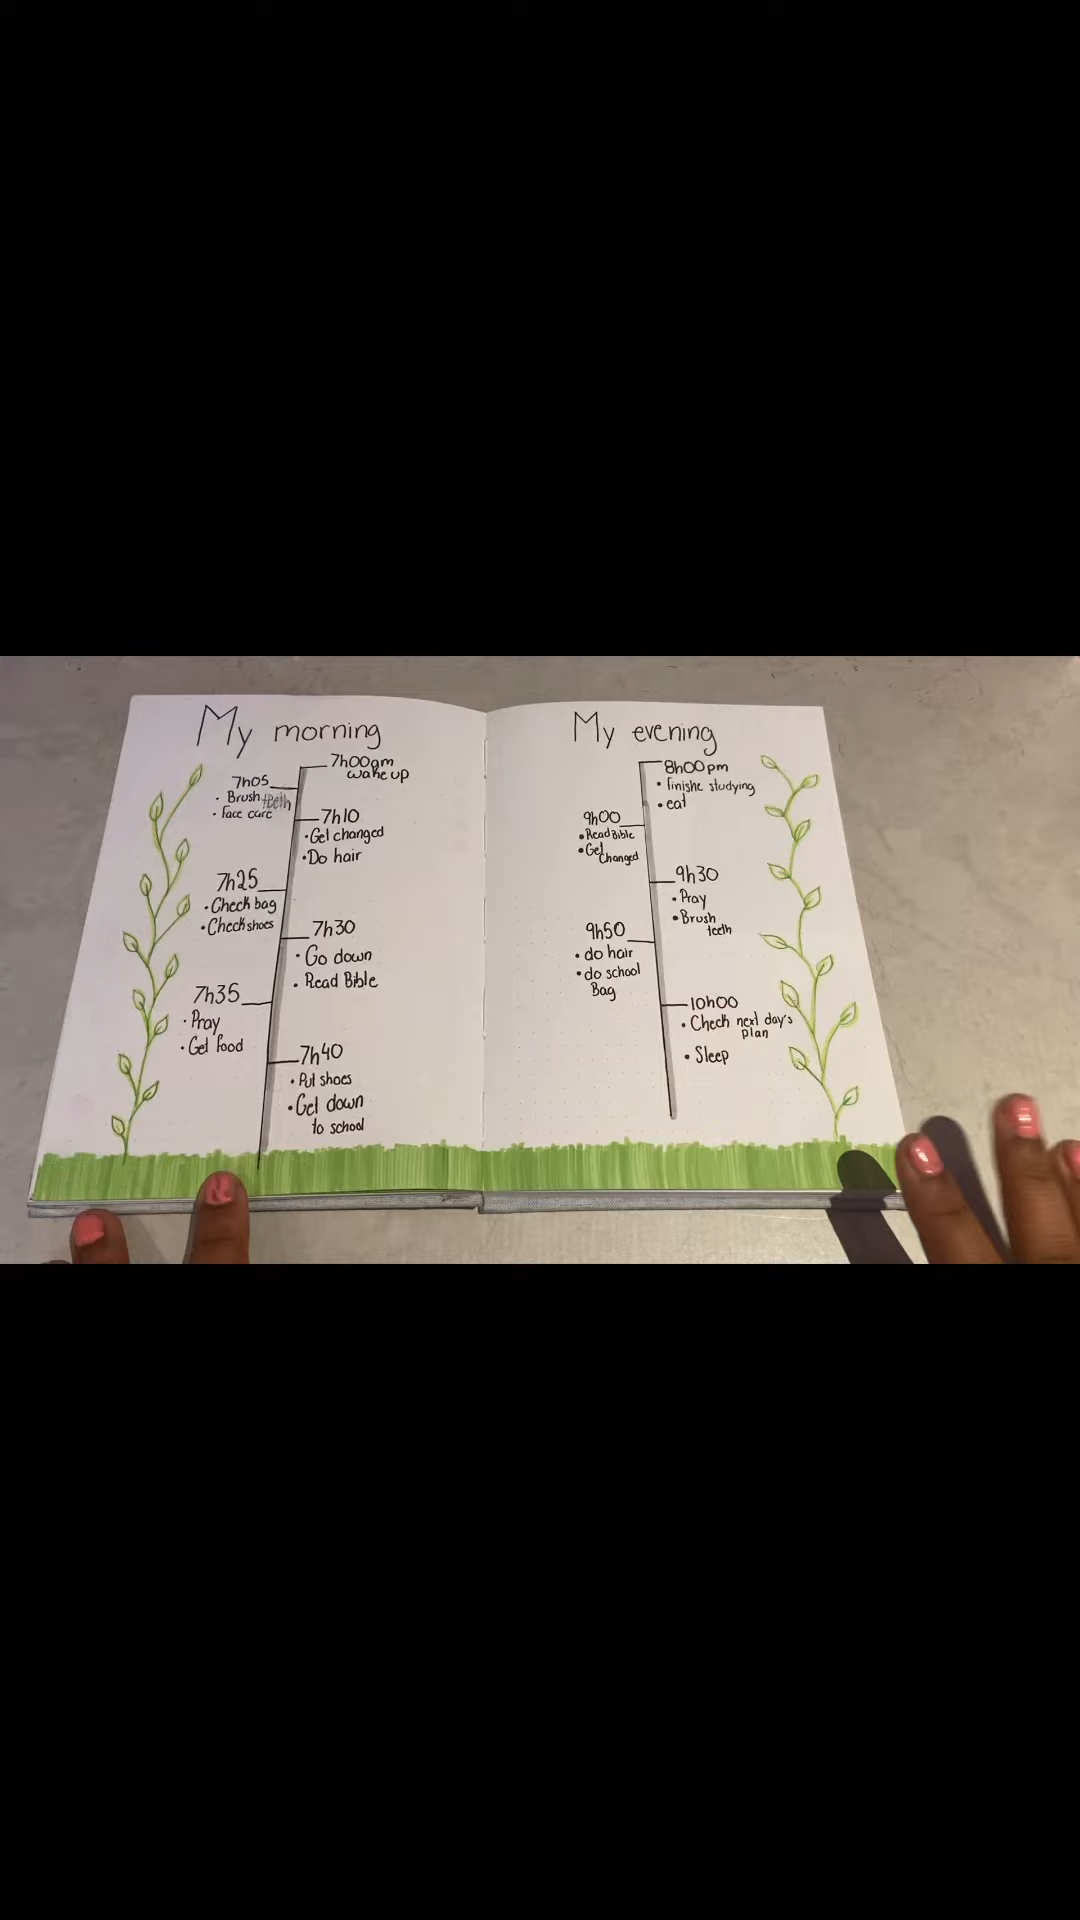 My morning
7h00am
wake up
7h05
• Brush teeth
• face care
7h10
• Get changed
• Do hair
7h25
• Check bag
• Check shoes
7h30
• Go down
• Read Bible
7h35
• Pray
• Get food
7h40
• Put shoes
• Get down
to school
My evening
8h00pm
• finishe studying
• eat
9h00
• Read Bible
• Get
changed
9h30
• Pray
• Brush
teeth
9h50
• do hair
• do school
Bag
10h00
• Check next day's
plan
• Sleep